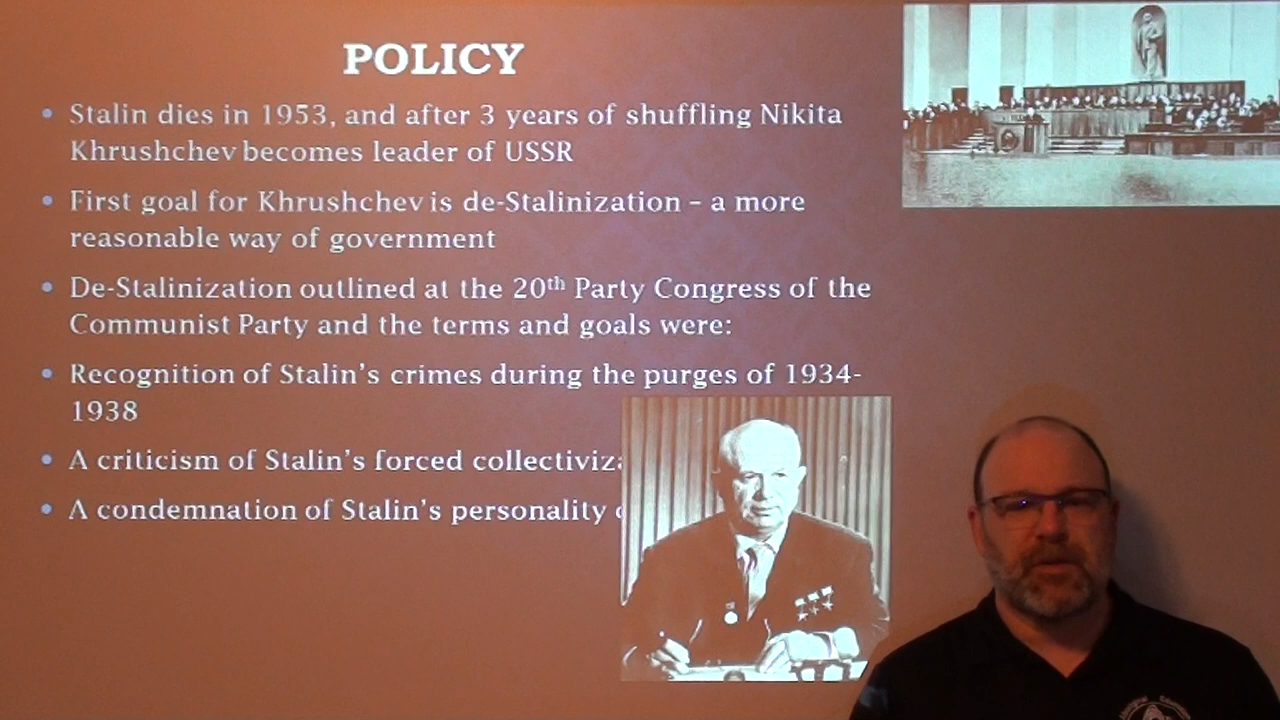 POLICY
• Stalin dies in 1953, and after 3 years of shuffling Nikita
Khrushchev becomes leader of USSR
• First goal for Khrushchev is de-Stalinization – a more
reasonable way of government
• De-Stalinization outlined at the 20th Party Congress of the
Communist Party and the terms and goals were:
• Recognition of Stalin's crimes during the purges of 1934-
1938
• A criticism of Stalin's forced collectiviz
• A condemnation of Stalin's personality